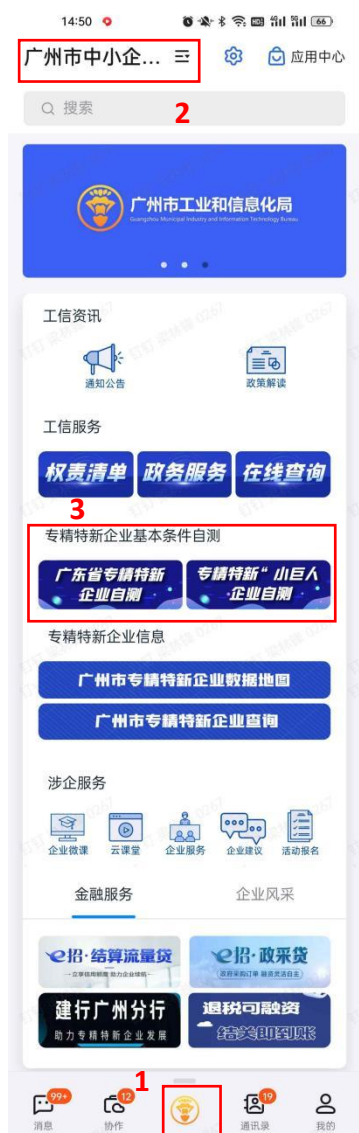 14:50 HD 66
广州市中小企... 应用中心
搜索
2
广州市工业和信息化局
Guangzhou Municipal Industry and Information Technology Bureau
工信资讯
通知公告 政策解读
工信服务
权责清单 政务服务 在线查询
3
专精特新企业基本条件自测
广东省专精特新 企业自测
专精特新“小巨人 企业自测
专精特新企业信息
广州市专精特新企业数据地图
广州市专精特新企业查询
涉企服务
企业微课 云课堂 企业服务 企业建议 活动报名
金融服务 企业风采
e招·结算流量贷
e招·政采贷
建行广州分行
助力专精特新企业发展
退税可融资
结关即到账
1
99+ 12 19
消息 协作 通讯录 我的